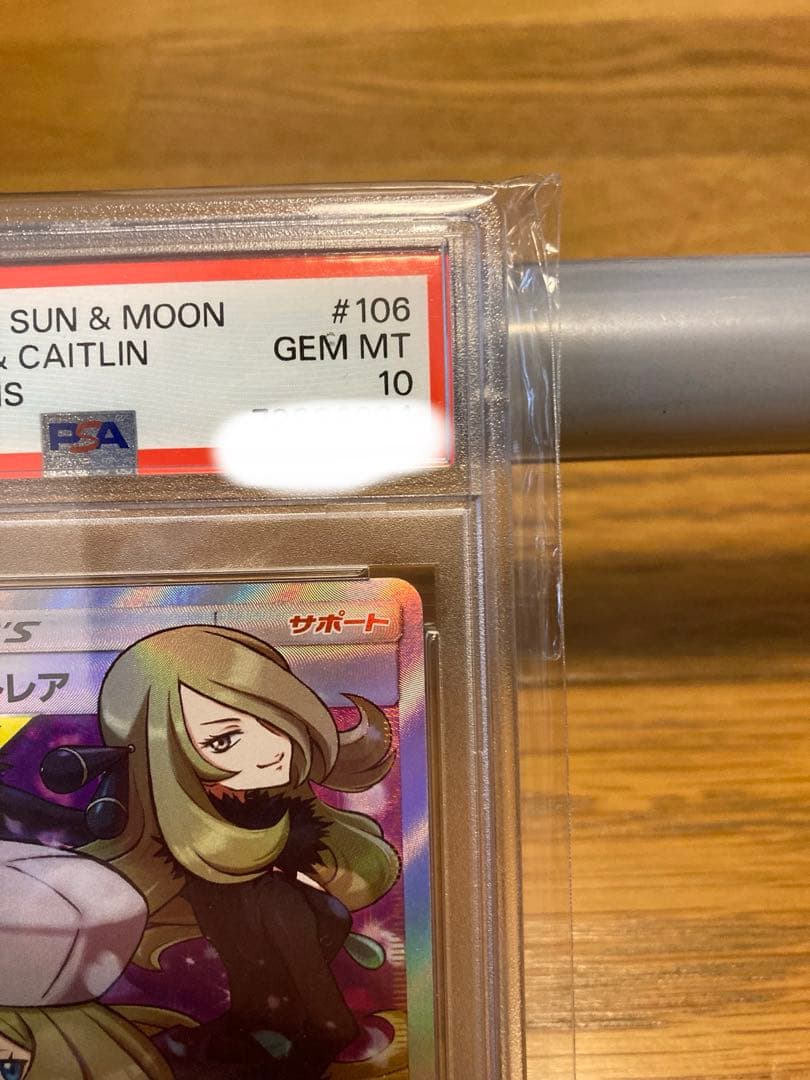 SUN & MOON #106
& CAITLIN GEM MT
IS 10
PSA
'S サポート
レア